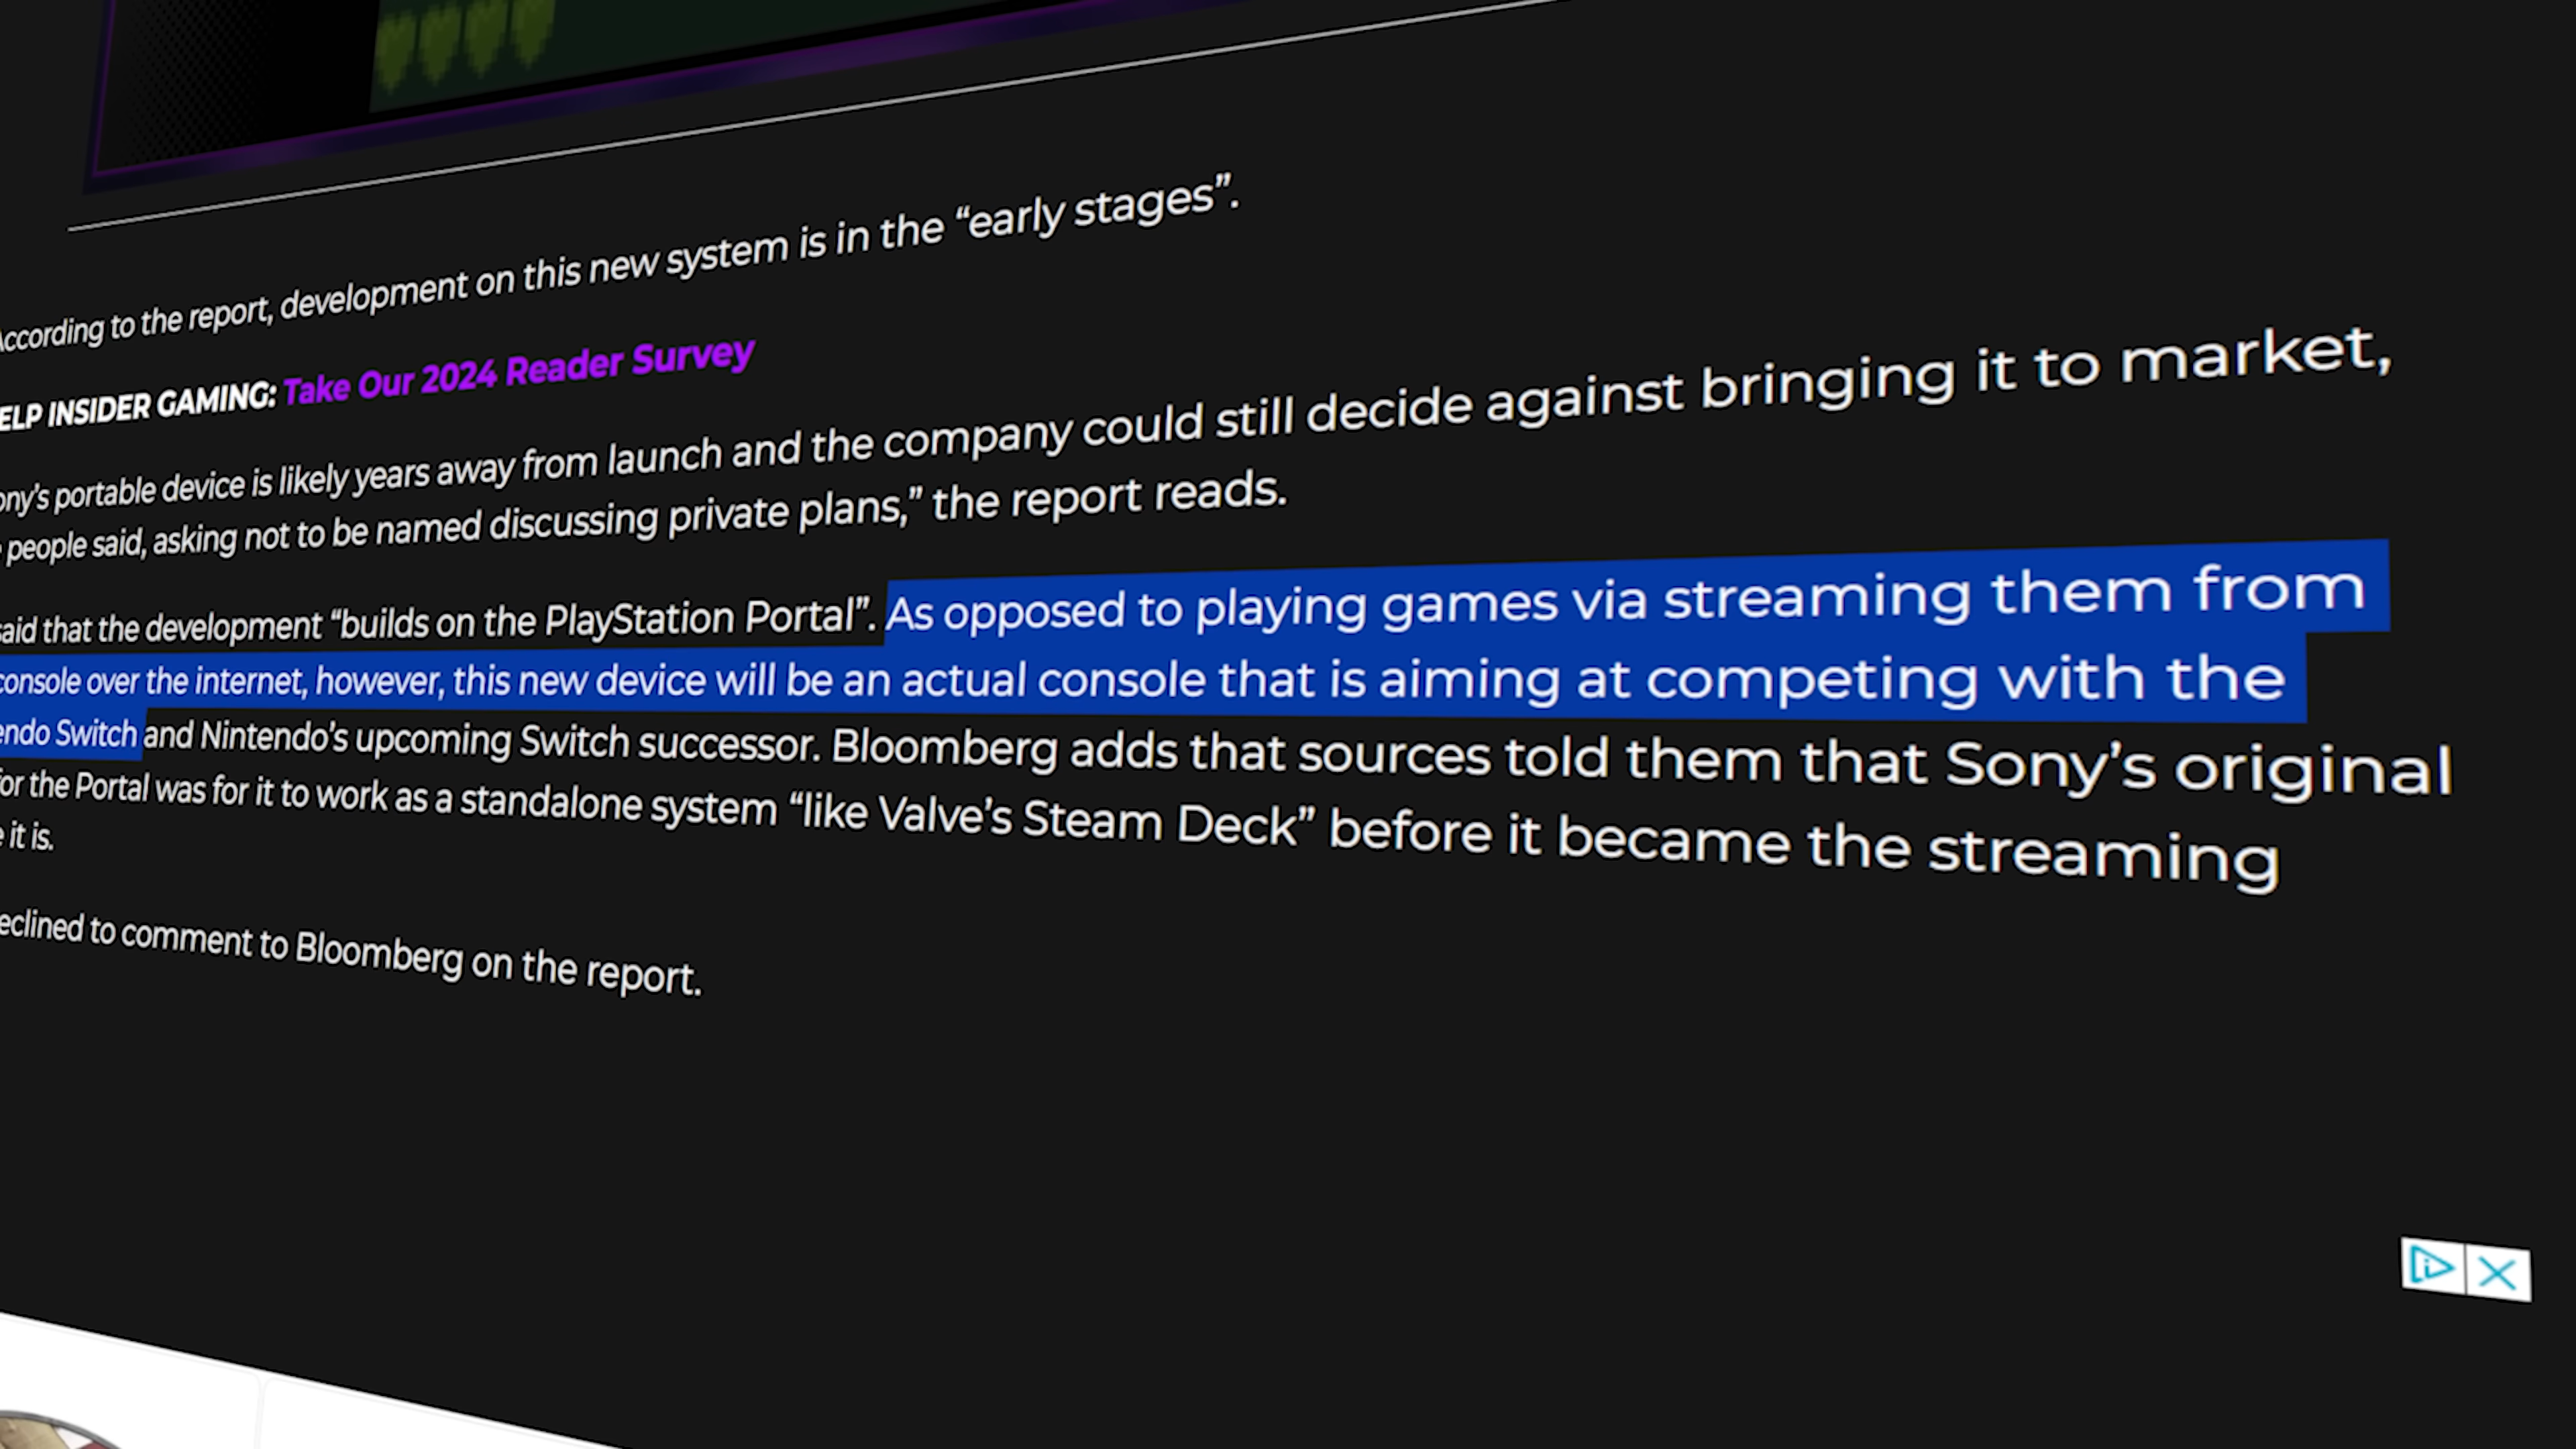 According to the report, development on this new system is in the “early stages”.
ELP INSIDER GAMING: Take Our 2024 Reader Survey
ony’s portable device is likely years away from launch and the company could still decide against bringing it to market,
people said, asking not to be named discussing private plans,” the report reads.
said that the development “builds on the PlayStation Portal”. As opposed to playing games via streaming them from
console over the internet, however, this new device will be an actual console that is aiming at competing with the
endo Switch and Nintendo’s upcoming Switch successor. Bloomberg adds that sources told them that Sony’s original
for the Portal was for it to work as a standalone system “like Valve’s Steam Deck” before it became the streaming
it is.
eclined to comment to Bloomberg on the report.